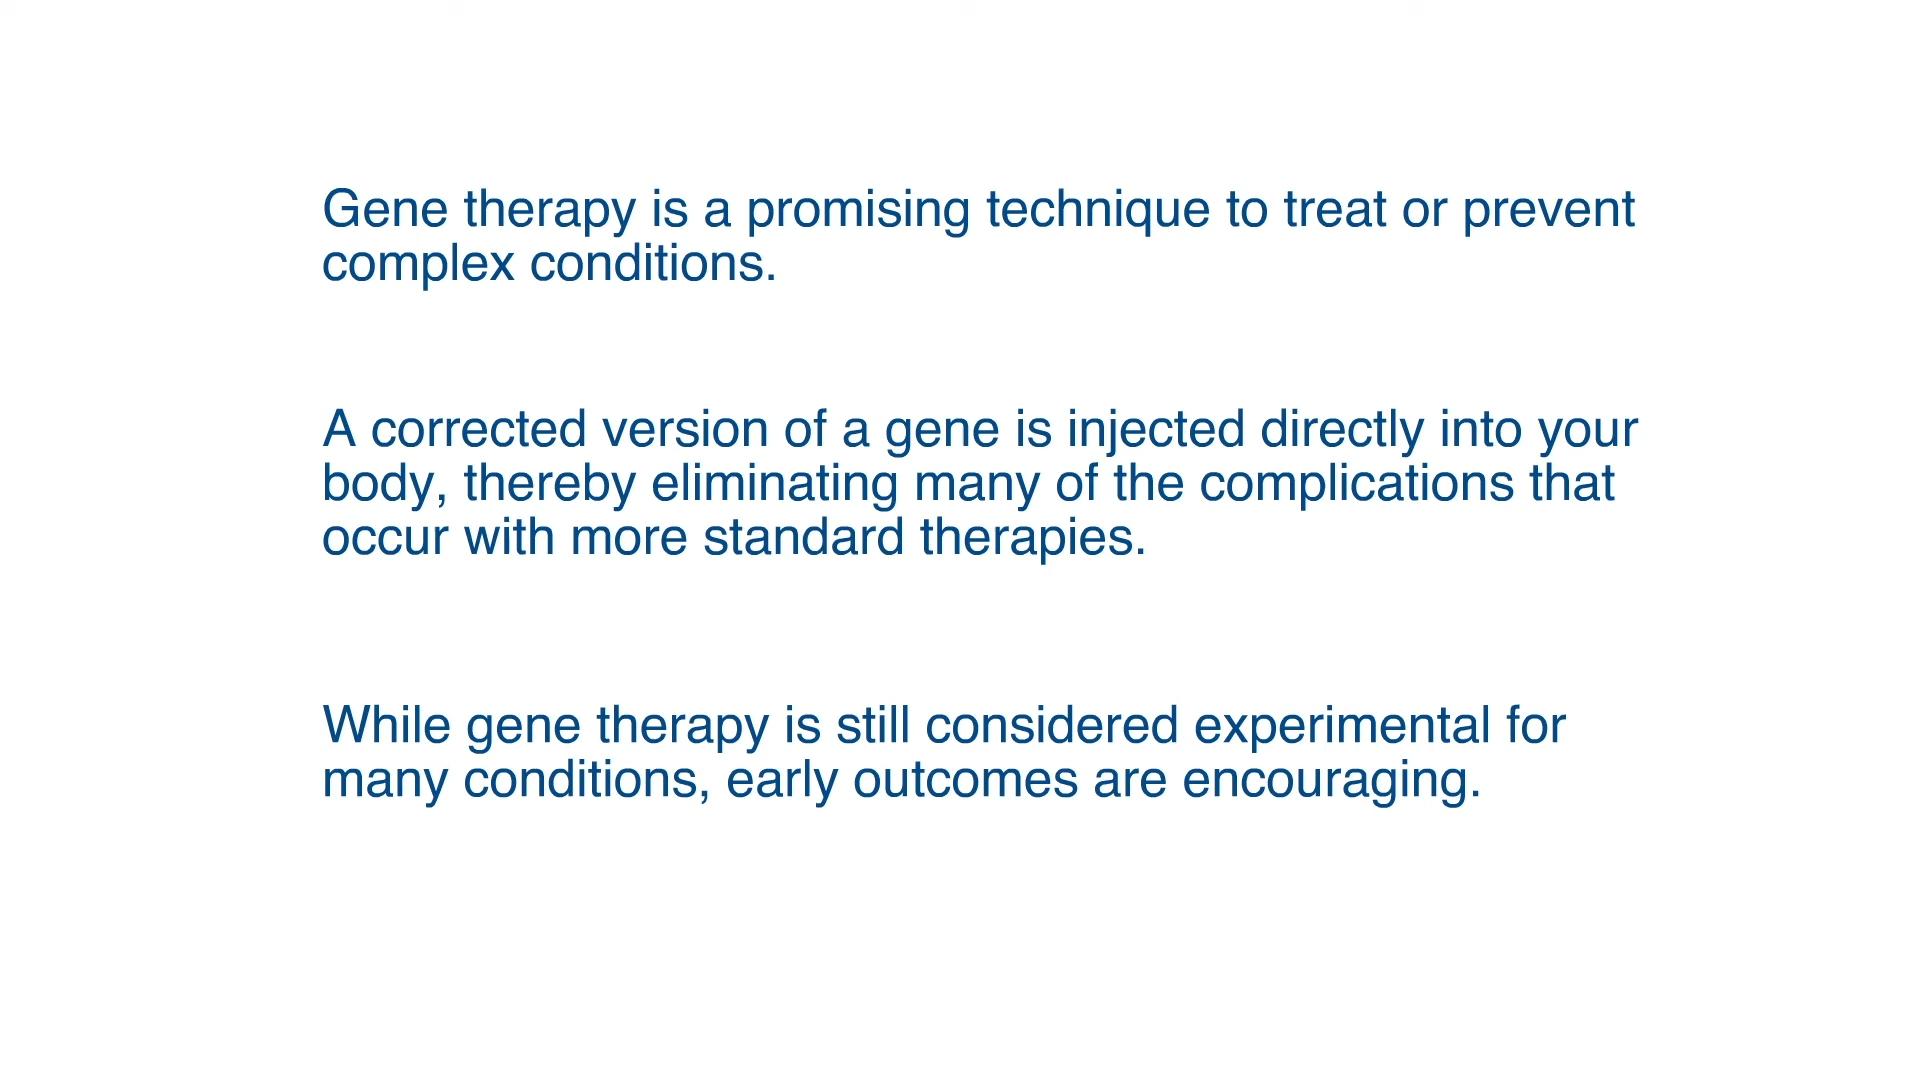 Gene therapy is a promising technique to treat or prevent
complex conditions.
A corrected version of a gene is injected directly into your
body, thereby eliminating many of the complications that
occur with more standard therapies.
While gene therapy is still considered experimental for
many conditions, early outcomes are encouraging.